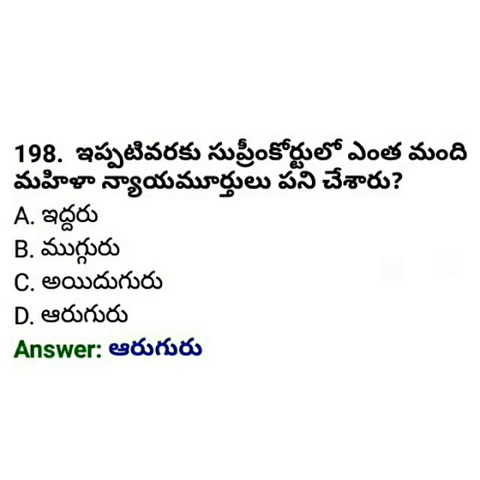 198. ఇప్పటివరకు సుప్రీంకోర్టులో ఎంత మంది
మహిళా న్యాయమూర్తులు పని చేశారు?
A. ఇద్దరు
B. ముగ్గురు
C. అయిదుగురు
D. ఆరుగురు
Answer: ఆరుగురు